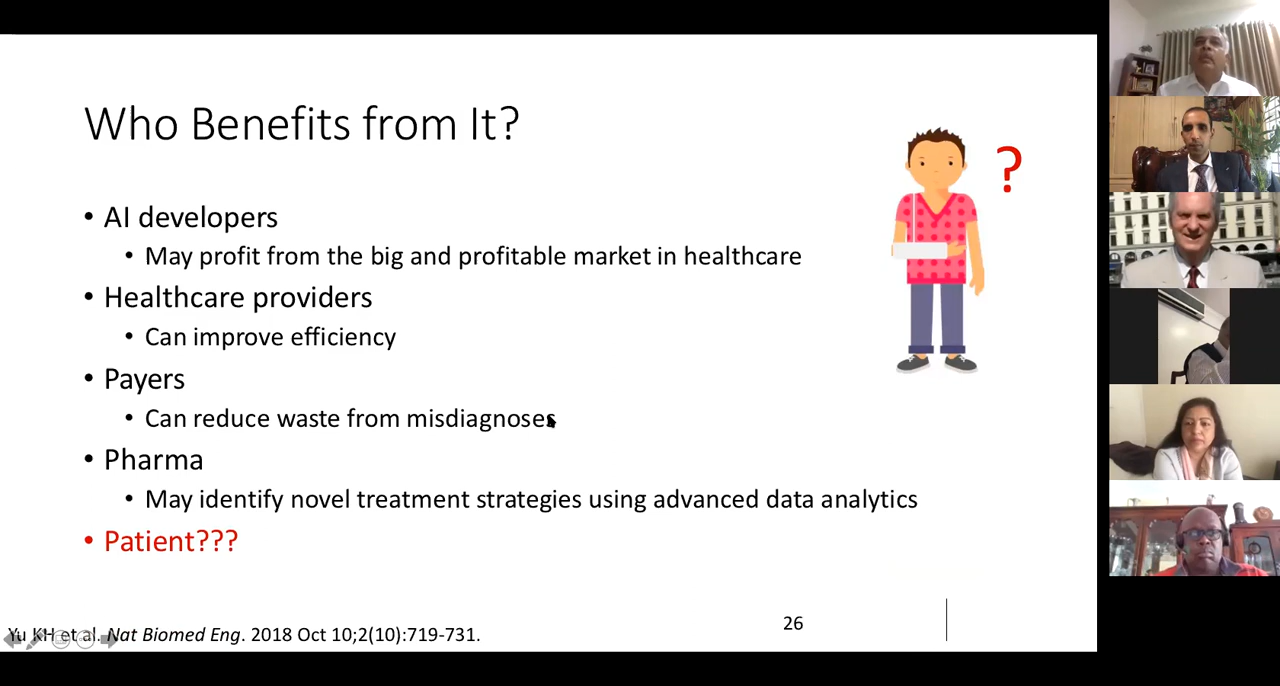 Who Benefits from It?
?
• AI developers
• May profit from the big and profitable market in healthcare
• Healthcare providers
• Can improve efficiency
• Payers
• Can reduce waste from misdiagnoses
• Pharma
• May identify novel treatment strategies using advanced data analytics
• Patient???
26
Yu KH et al. Nat Biomed Eng. 2018 Oct 10;2(10):719-731.